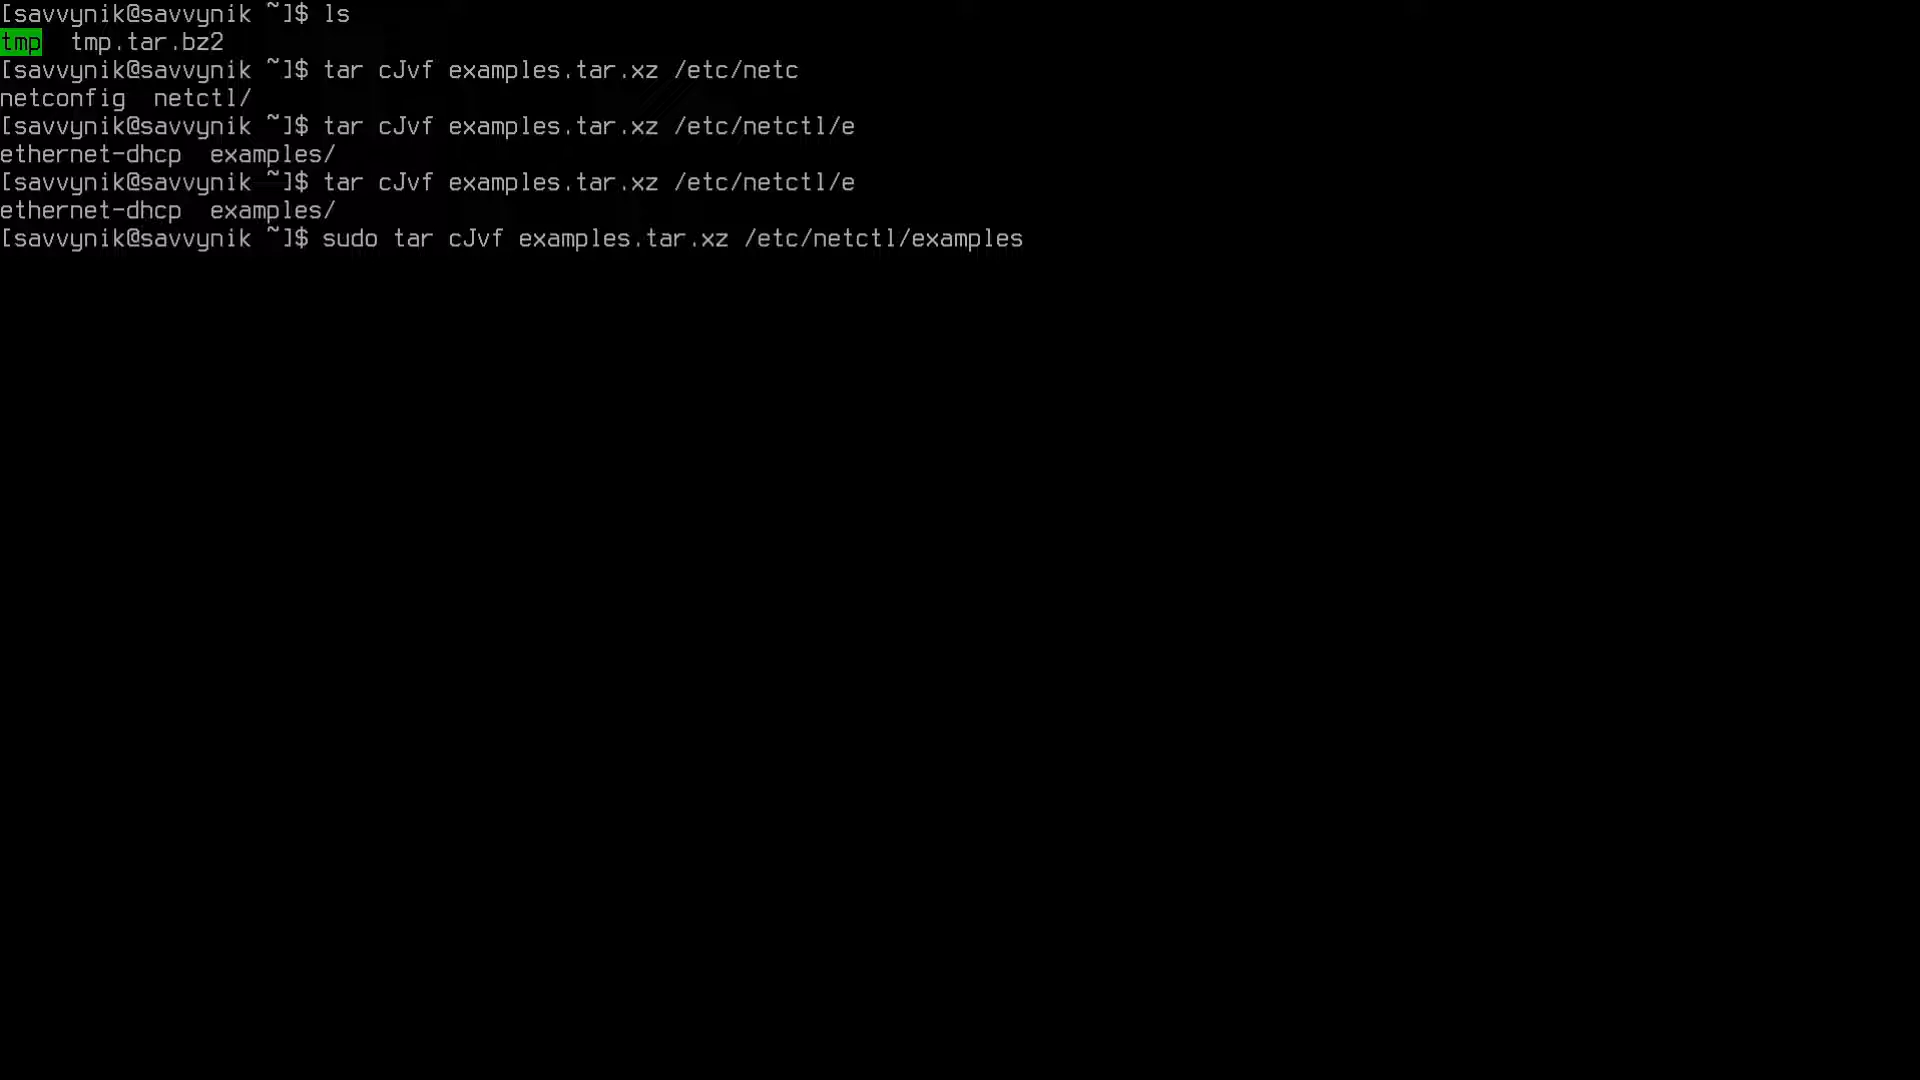 [savvynik@savvynik ~]$ ls
tmp  tmp.tar.bz2
[savvynik@savvynik ~]$ tar cJvf examples.tar.xz /etc/netc
netconfig  netctl/
[savvynik@savvynik ~]$ tar cJvf examples.tar.xz /etc/netctl/e
ethernet-dhcp  examples/
[savvynik@savvynik ~]$ tar cJvf examples.tar.xz /etc/netctl/e
ethernet-dhcp  examples/
[savvynik@savvynik ~]$ sudo tar cJvf examples.tar.xz /etc/netctl/examples